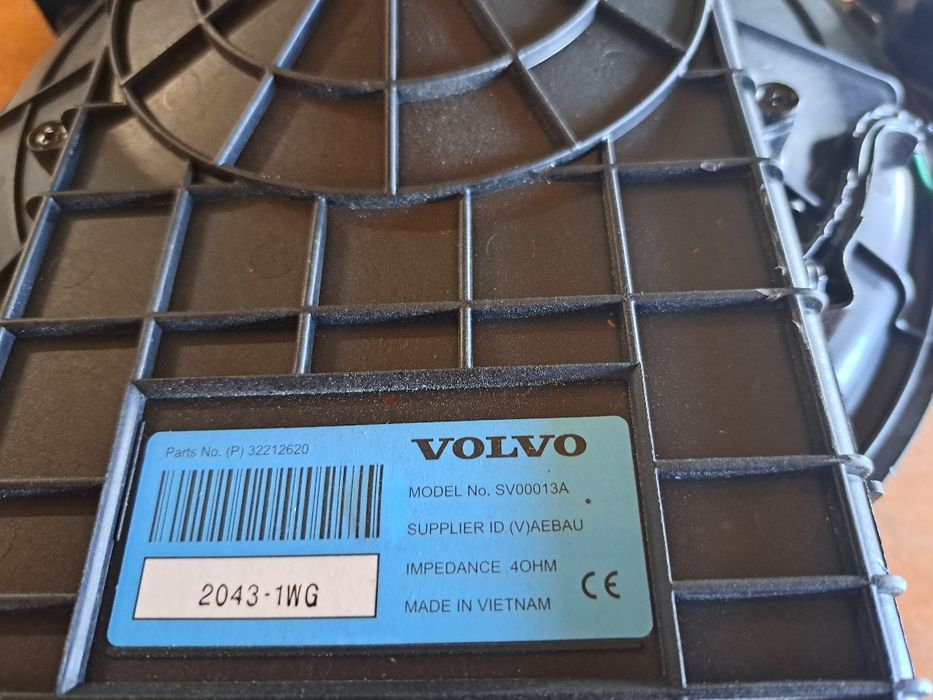 Parts No. (P) 32212620
2043-1WG
VOLVO
MODEL No. SV00013A
SUPPLIER ID (V)AEBAU
IMPEDANCE 4OHM
MADE IN VIETNAM
CE